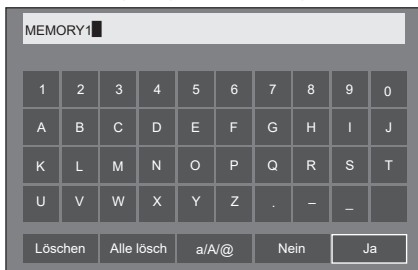 MEMORY1
1 2 3 4 5 6 7 8 9 0
A B C D E F G H I J
K L M N O P Q R S T
U V W X Y Z . – _
Löschen Alle lösch a/A/@ Nein Ja